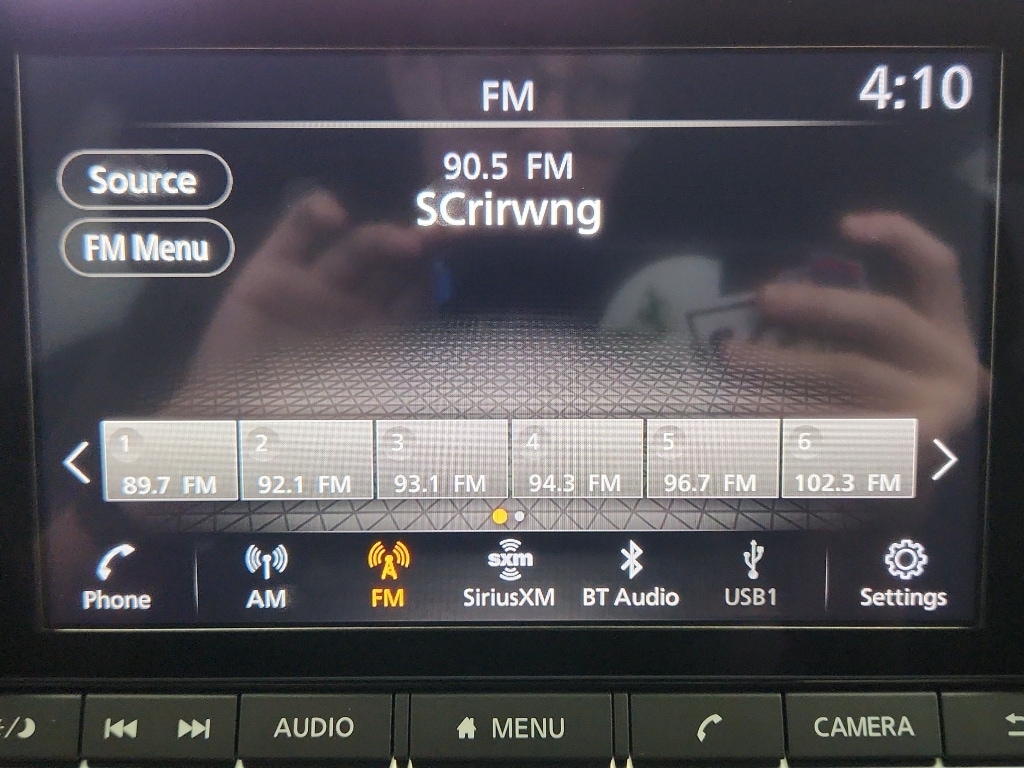 FM
4:10
Source
90.5 FM
SCrirwng
FM Menu
1
2
3
4
5
6
89.7 FM
92.1 FM
93.1 FM
94.3 FM
96.7 FM
102.3 FM
sxm
Phone
AM
FM
SiriusXM
BT Audio
USB1
Settings
AUDIO
MENU
CAMERA